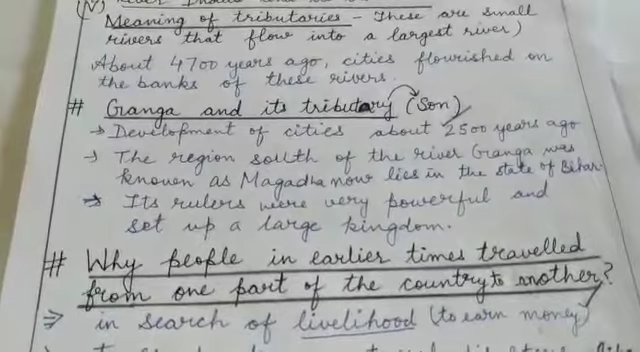 (iv)
Meaning of tributaries - These are small
rivers that flow into a largest river)
About 4700 years ago, cities flourished on
the banks of these rivers.
# Ganga and its tributary (Son)
→ Development of cities about 2500 years ago
→ The region south of the river Ganga was
knowen as Magadha now lies in the state of Bihar.
→ Its rulers were very powerful and
set up a large kingdom.
# Why people in earlier times travelled
from one part of the country to another?
⇒ in search of livelihood (to earn money)